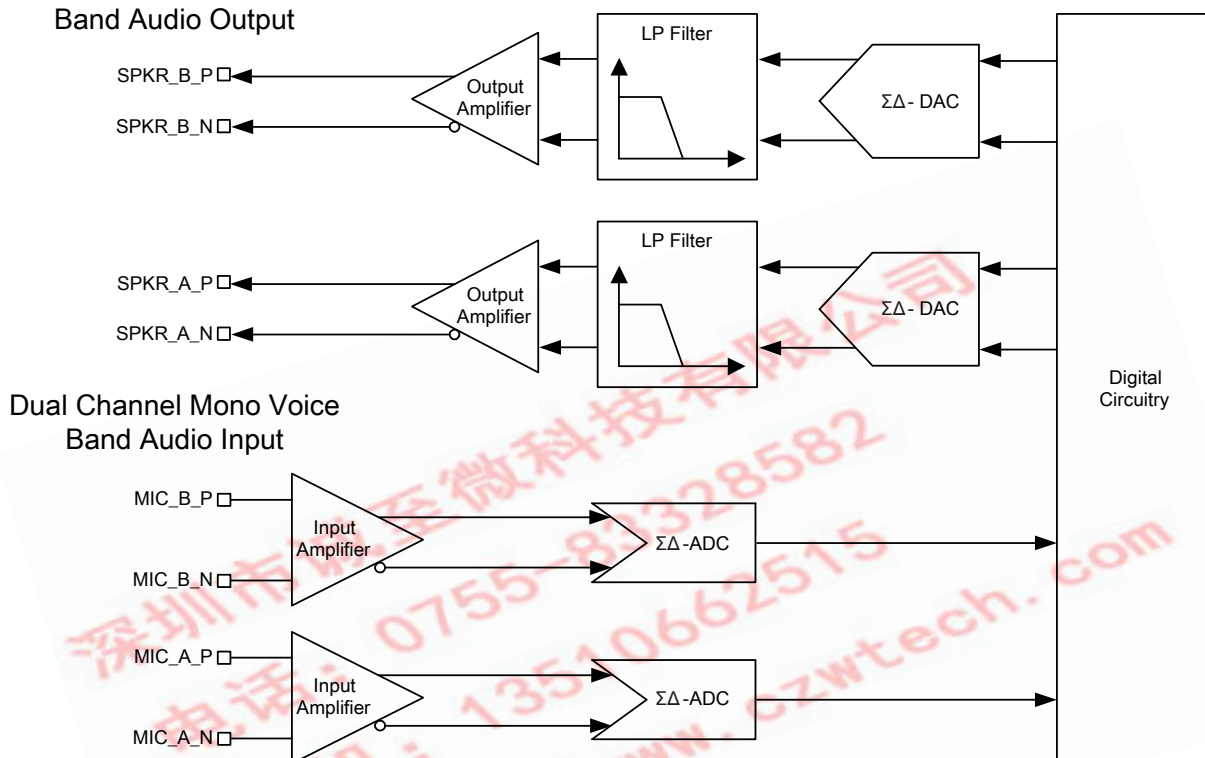 Band Audio Output
LP Filter
SPKR_B_P
Output
Amplifier
ΣΔ- DAC
SPKR_B_N
LP Filter
SPKR_A_P
Output
Amplifier
ΣΔ- DAC
SPKR_A_N
Digital
Circuitry
Dual Channel Mono Voice
Band Audio Input
MIC_B_P
Input
Amplifier
ΣΔ-ADC
MIC_B_N
MIC_A_P
Input
Amplifier
ΣΔ-ADC
MIC_A_N
深圳市诚至微科技有限公司
电话：0755-83328582
：13510662515
www.czwtech.com